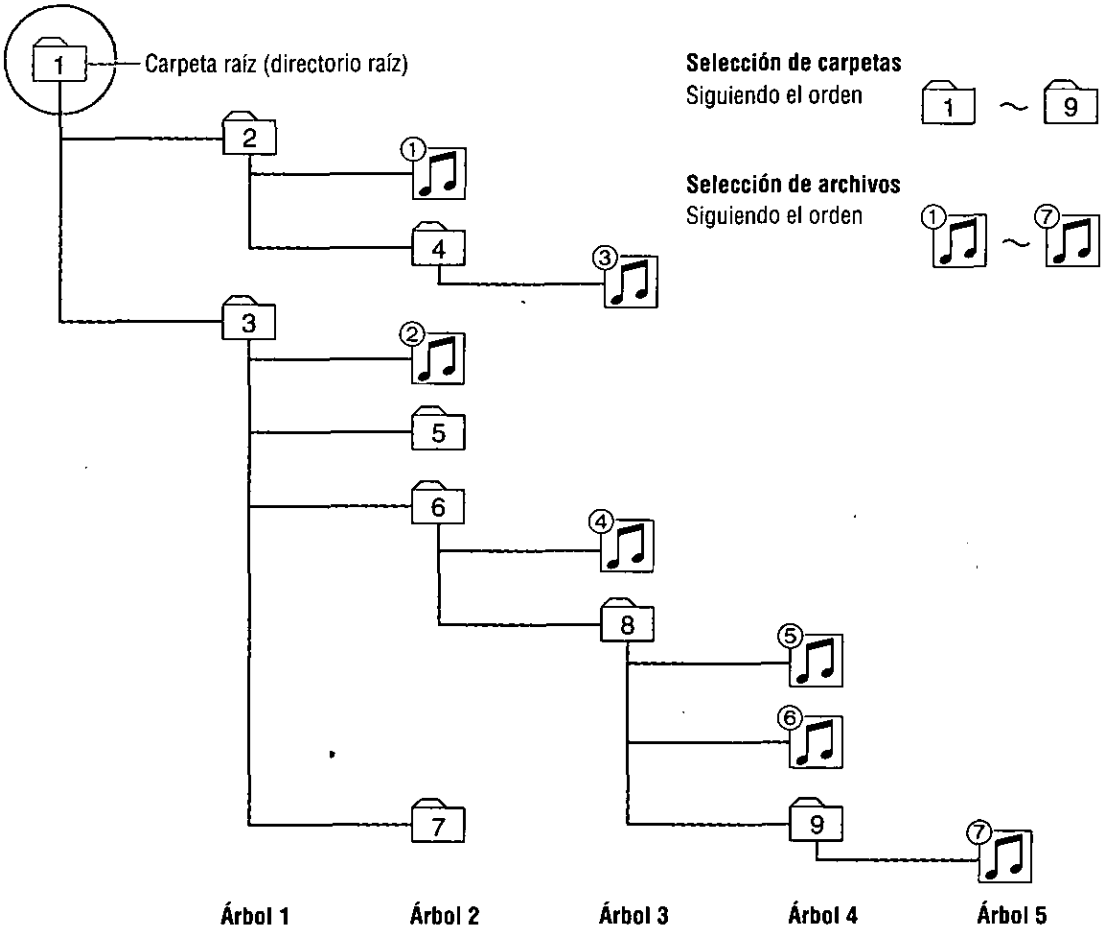 1
Carpeta raíz (directorio raíz)
Selección de carpetas
Siguiendo el orden
1 ~ 9
2
①
Selección de archivos
Siguiendo el orden
① ~ ⑦
4
③
3
②
5
6
④
8
⑤
⑥
9
7
⑦
Árbol 1 Árbol 2 Árbol 3 Árbol 4 Árbol 5